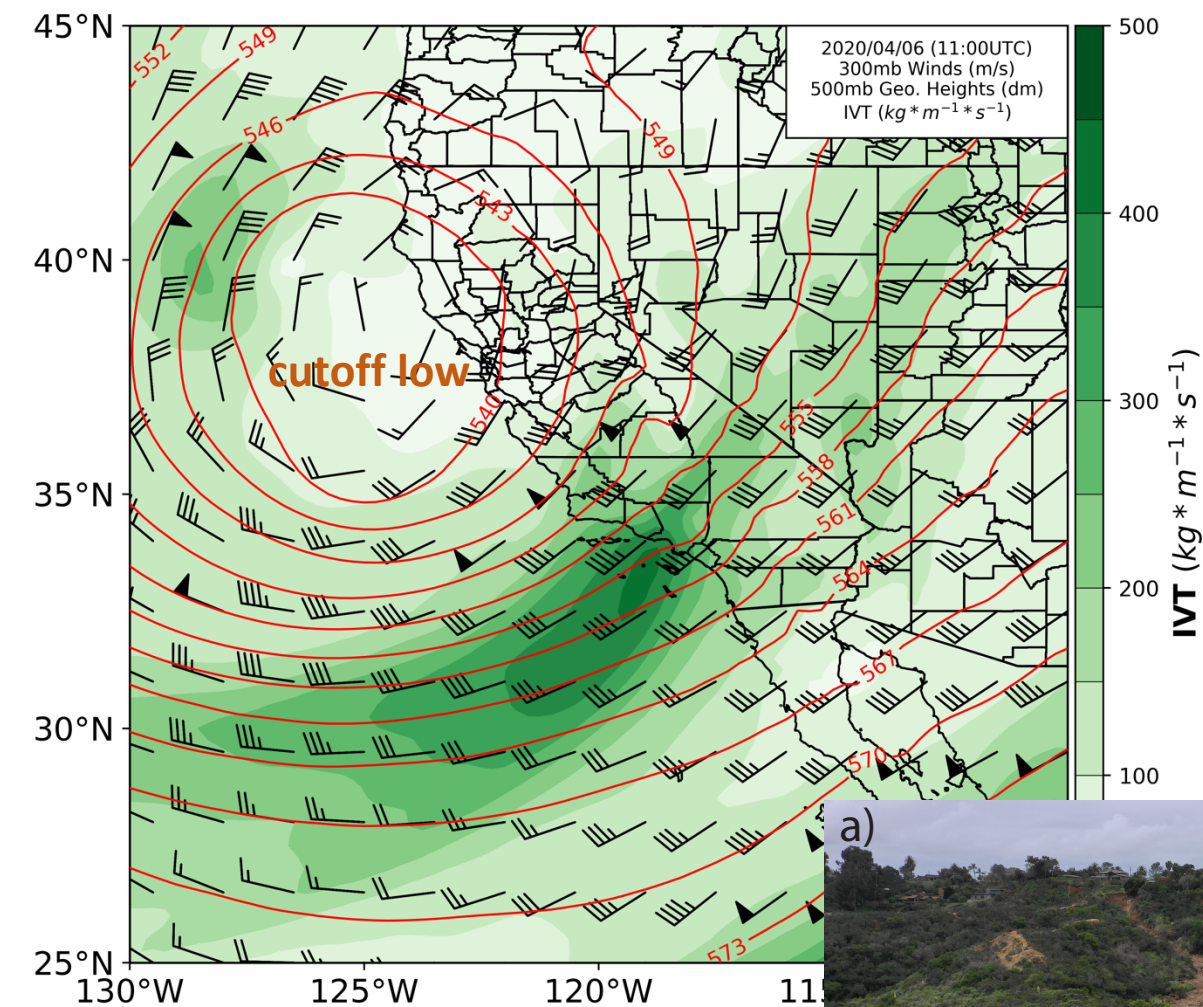 45°N
40°N
35°N
30°N
25°N
130°W
125°W
120°W
115
2020/04/06 (11:00UTC)
300mb Winds (m/s)
500mb Geo. Heights (dm)
IVT (kg∗m⁻¹∗s⁻¹)
552
549
546
543
549
540
cutoff low
555
558
561
564
567
570
573
500
400
300
200
100
IVT (kg∗m⁻¹∗s⁻¹)
a)